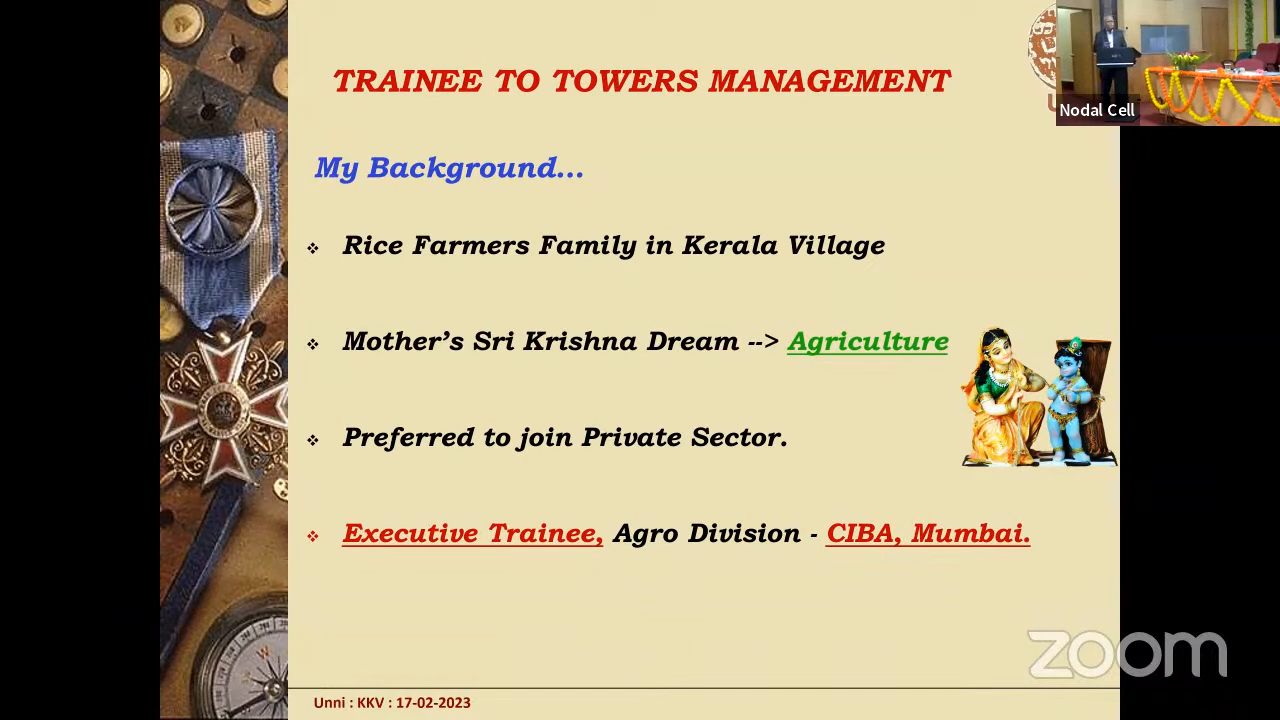 TRAINEE TO TOWERS MANAGEMENT
Nodal Cell
My Background...
❖ Rice Farmers Family in Kerala Village
❖ Mother's Sri Krishna Dream --> Agriculture
❖ Preferred to join Private Sector.
❖ Executive Trainee, Agro Division - CIBA, Mumbai.
zoom
Unni : KKV : 17-02-2023